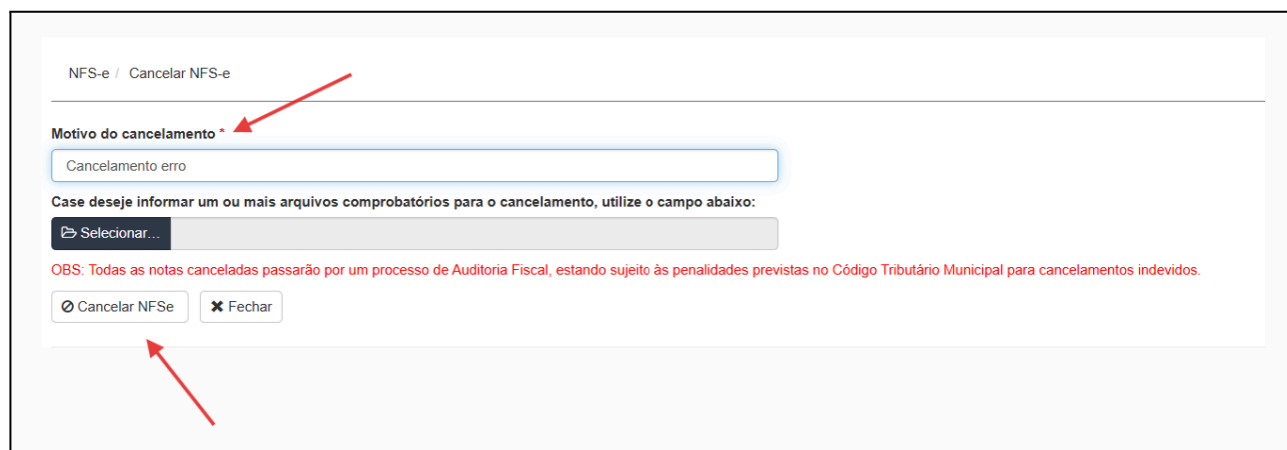 NFS-e / Cancelar NFS-e
Motivo do cancelamento *
Cancelamento erro
Case deseje informar um ou mais arquivos comprobatórios para o cancelamento, utilize o campo abaixo:
Selecionar...
OBS: Todas as notas canceladas passarão por um processo de Auditoria Fiscal, estando sujeito às penalidades previstas no Código Tributário Municipal para cancelamentos indevidos.
Cancelar NFSe Fechar